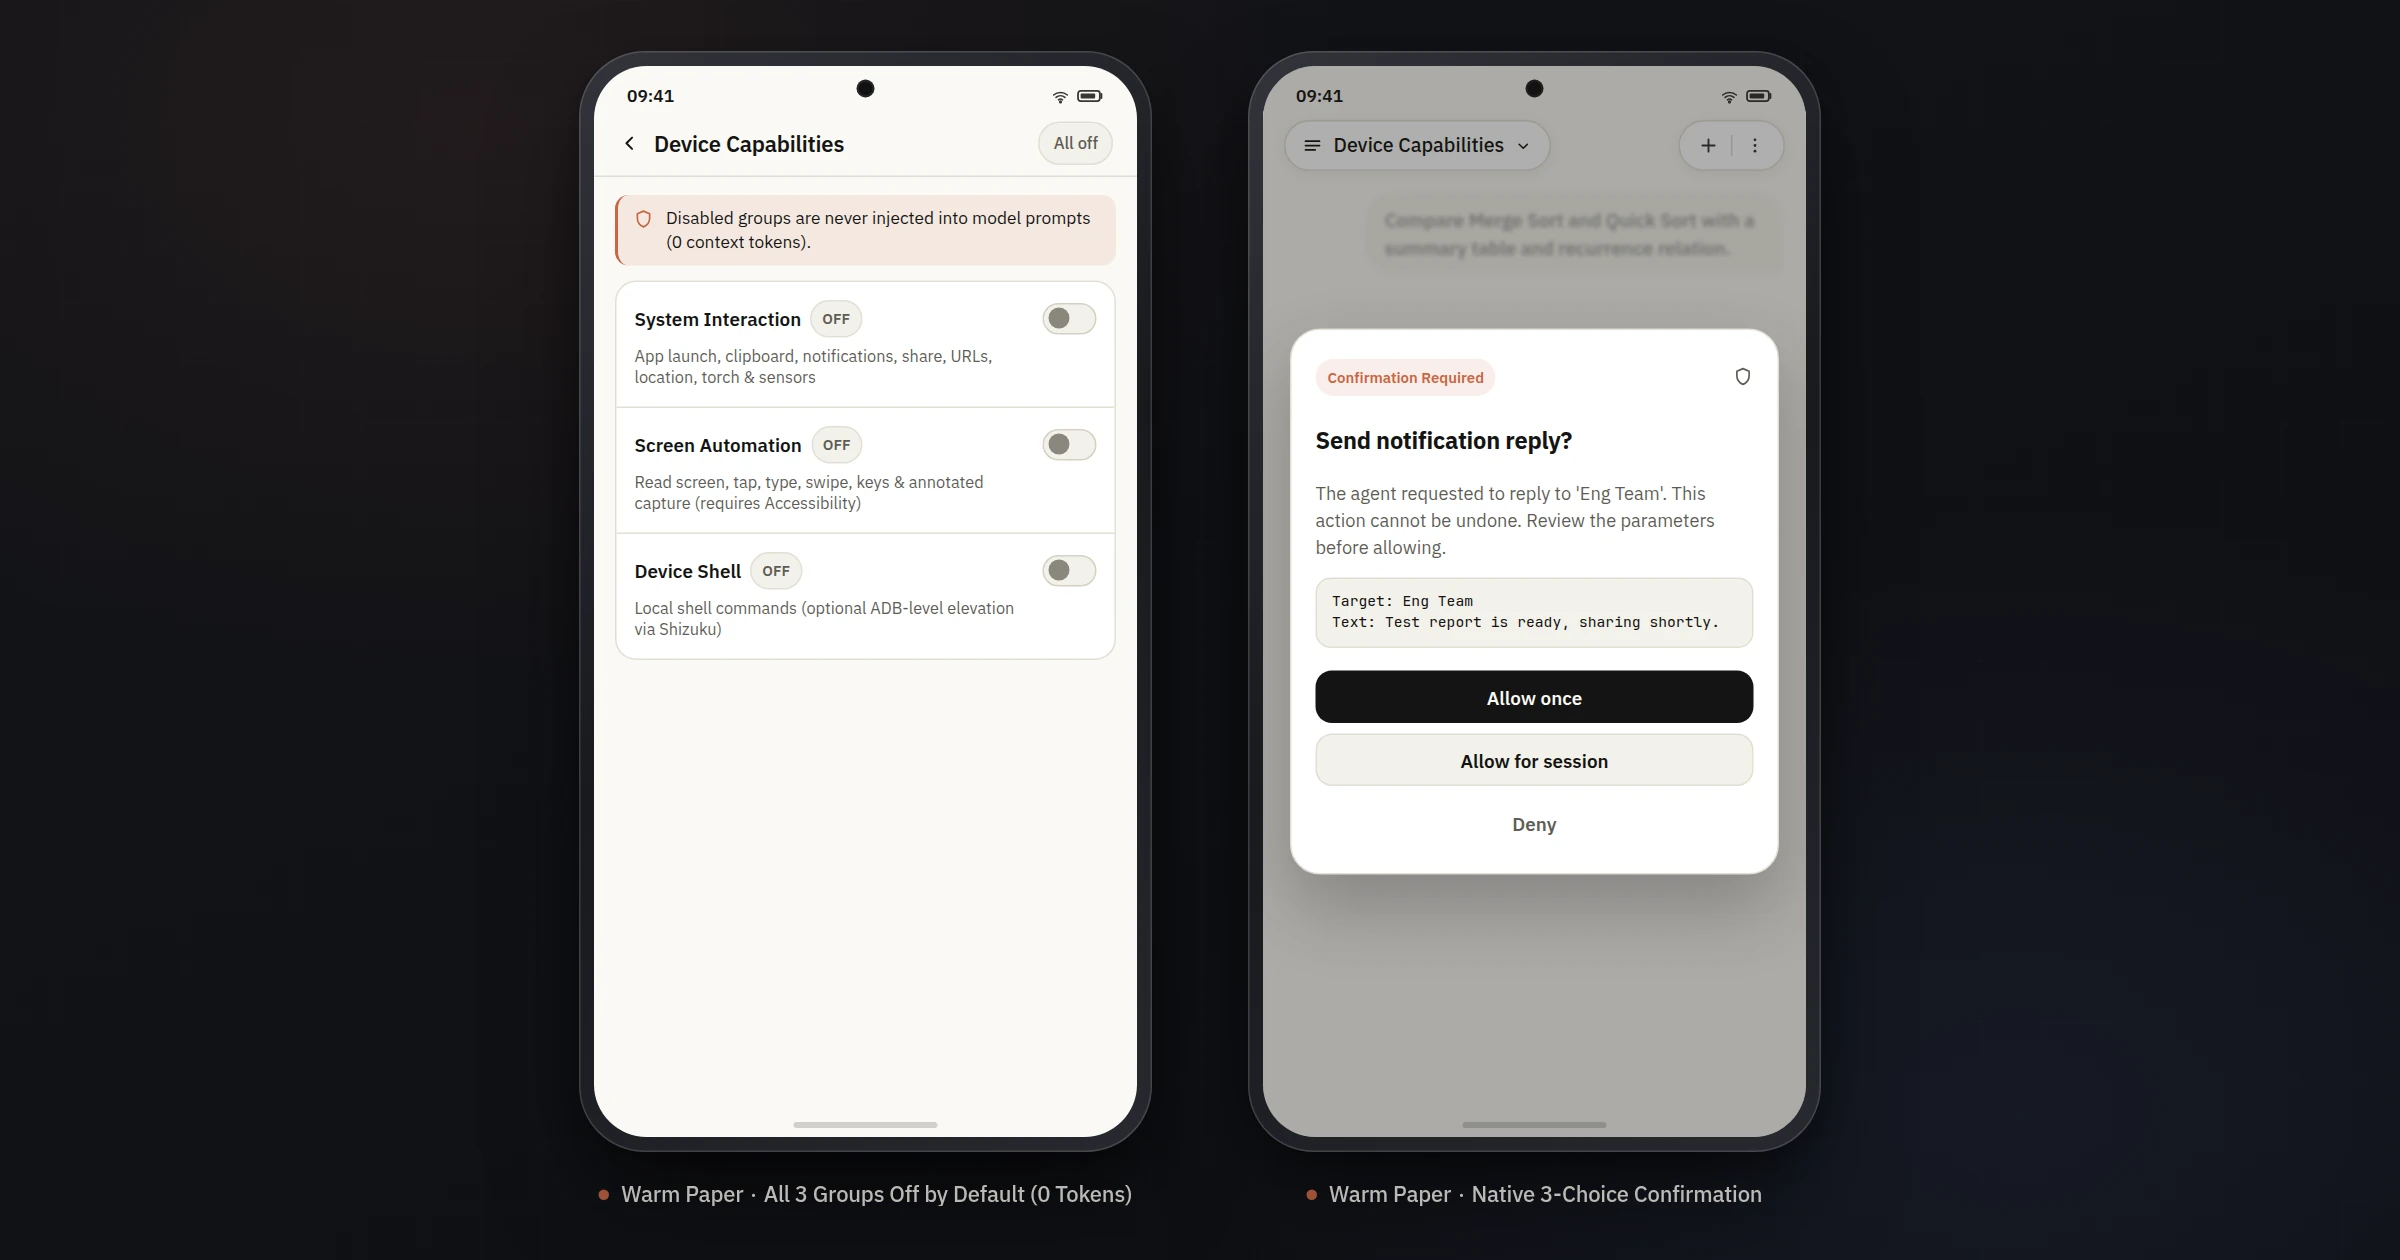 09:41
Device Capabilities
All off
Disabled groups are never injected into model prompts
(0 context tokens).
System Interaction OFF
App launch, clipboard, notifications, share, URLs,
location, torch & sensors
Screen Automation OFF
Read screen, tap, type, swipe, keys & annotated
capture (requires Accessibility)
Device Shell OFF
Local shell commands (optional ADB-level elevation
via Shizuku)
Warm Paper · All 3 Groups Off by Default (0 Tokens)
09:41
Device Capabilities
Compare Merge Sort and Quick Sort with a
summary table and recurrence relation.
Confirmation Required
Send notification reply?
The agent requested to reply to 'Eng Team'. This
action cannot be undone. Review the parameters
before allowing.
Target: Eng Team
Text: Test report is ready, sharing shortly.
Allow once
Allow for session
Deny
Warm Paper · Native 3-Choice Confirmation